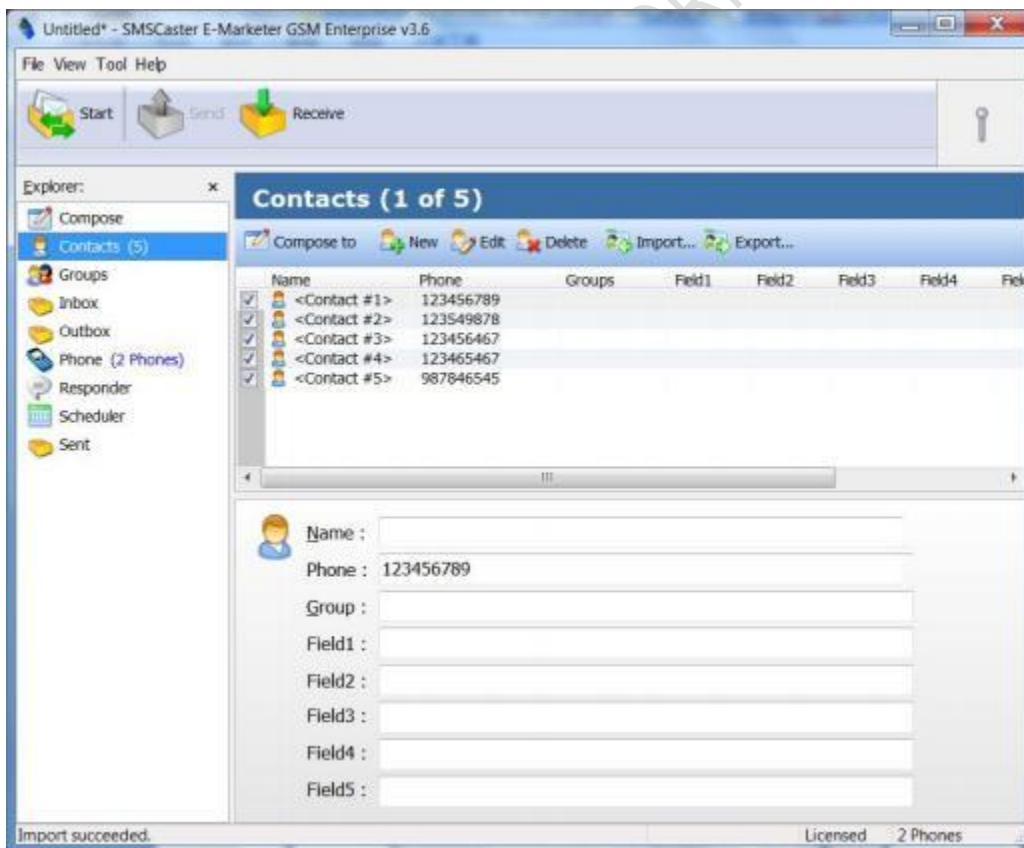 Untitled* - SMSCaster E-Marketer GSM Enterprise v3.6
File View Tool Help
Start Send Receive
Explorer: x
Compose
Contacts (5)
Groups
Inbox
Outbox
Phone (2 Phones)
Responder
Scheduler
Sent
Contacts (1 of 5)
Compose to New Edit Delete Import... Export...
Name Phone Groups Field1 Field2 Field3 Field4
<Contact #1> 123456789
<Contact #2> 123549878
<Contact #3> 123456467
<Contact #4> 123465467
<Contact #5> 987846545
Name :
Phone : 123456789
Group :
Field1 :
Field2 :
Field3 :
Field4 :
Field5 :
Import succeeded. Licensed 2 Phones